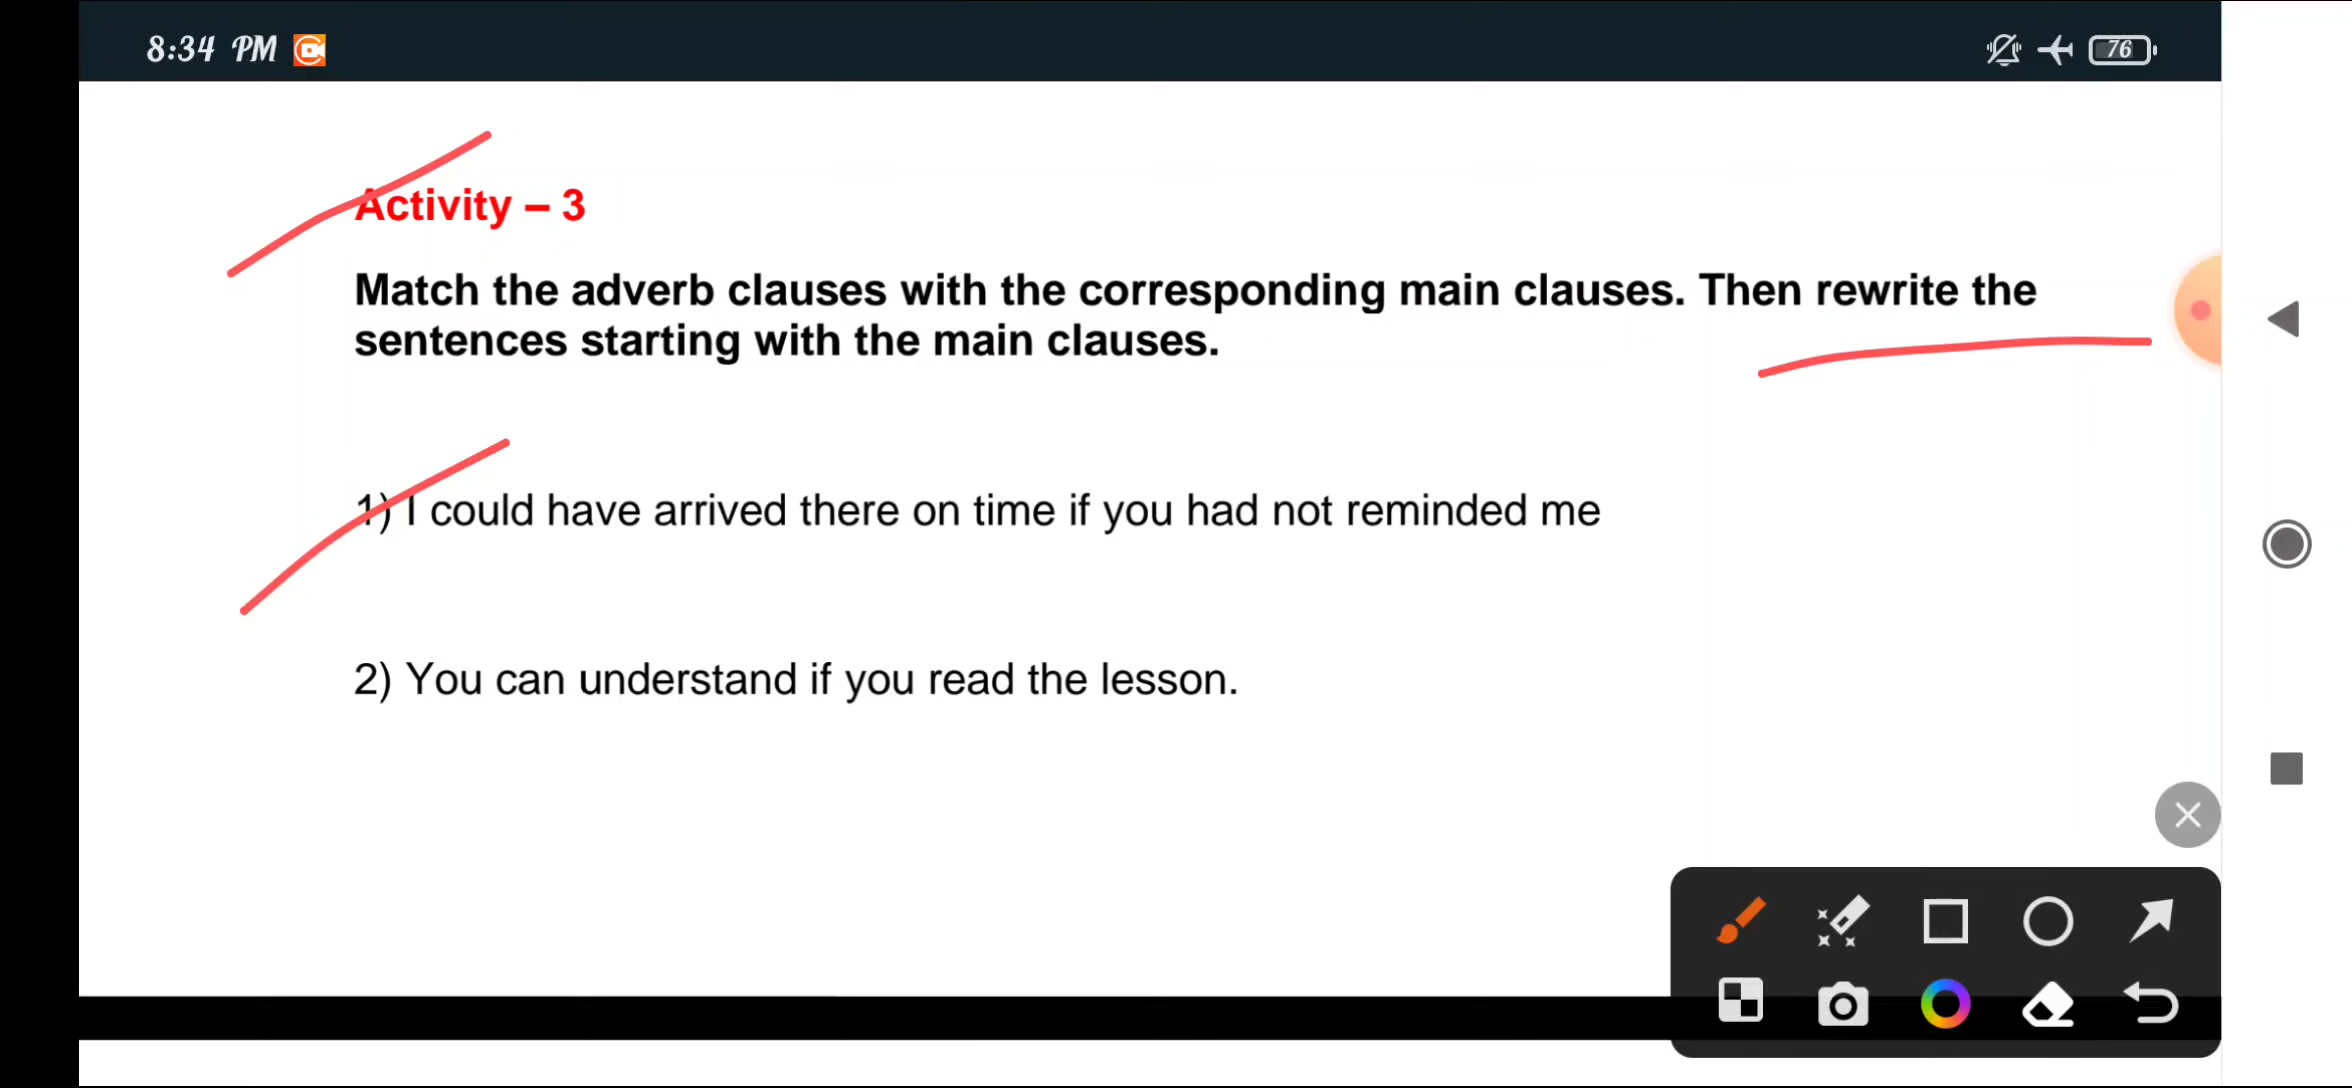 8:34 PM
76
Activity – 3
Match the adverb clauses with the corresponding main clauses. Then rewrite the
sentences starting with the main clauses.
1) I could have arrived there on time if you had not reminded me
2) You can understand if you read the lesson.